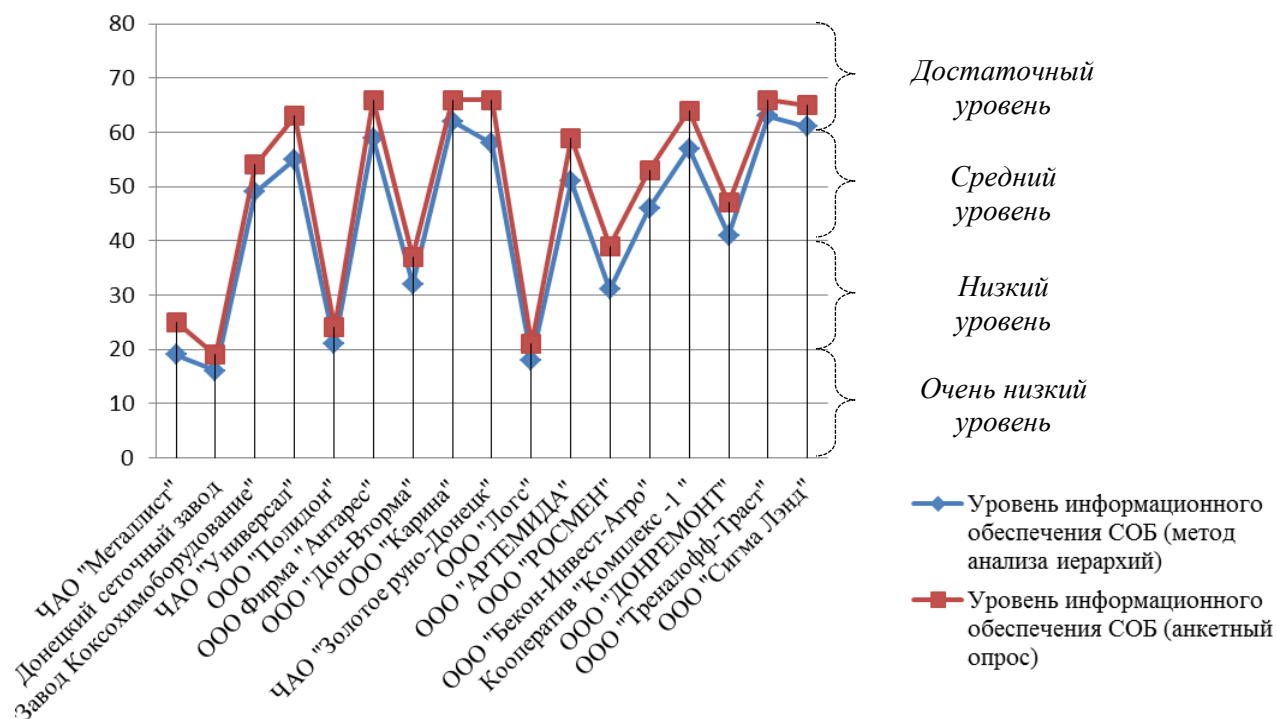 80
70
60
50
40
30
20
10
0
Достаточный
уровень
Средний
уровень
Низкий
уровень
Очень низкий
уровень
ЧАО "Металлист"
Донецкий сеточный завод
Завод Коксохимоборудование"
ЧАО "Универсал"
ООО "Полидон"
ООО Фирма "Антарес"
ООО "Дон-Вторма"
ООО "Карина"
ЧАО "Золотое руно-Донецк"
ООО "Логс"
ООО "АРТЕМИДА"
ООО "РОСМЕН"
ООО "Бекон-Инвест-Агро"
Кооператив "Комплекс -1 "
ООО "ДОНРЕМОНТ"
ООО "Треналофф-Траст"
ООО "Сигма Лэнд"
Уровень информационного
обеспечения СОБ (метод
анализа иерархий)
Уровень информационного
обеспечения СОБ (анкетный
опрос)